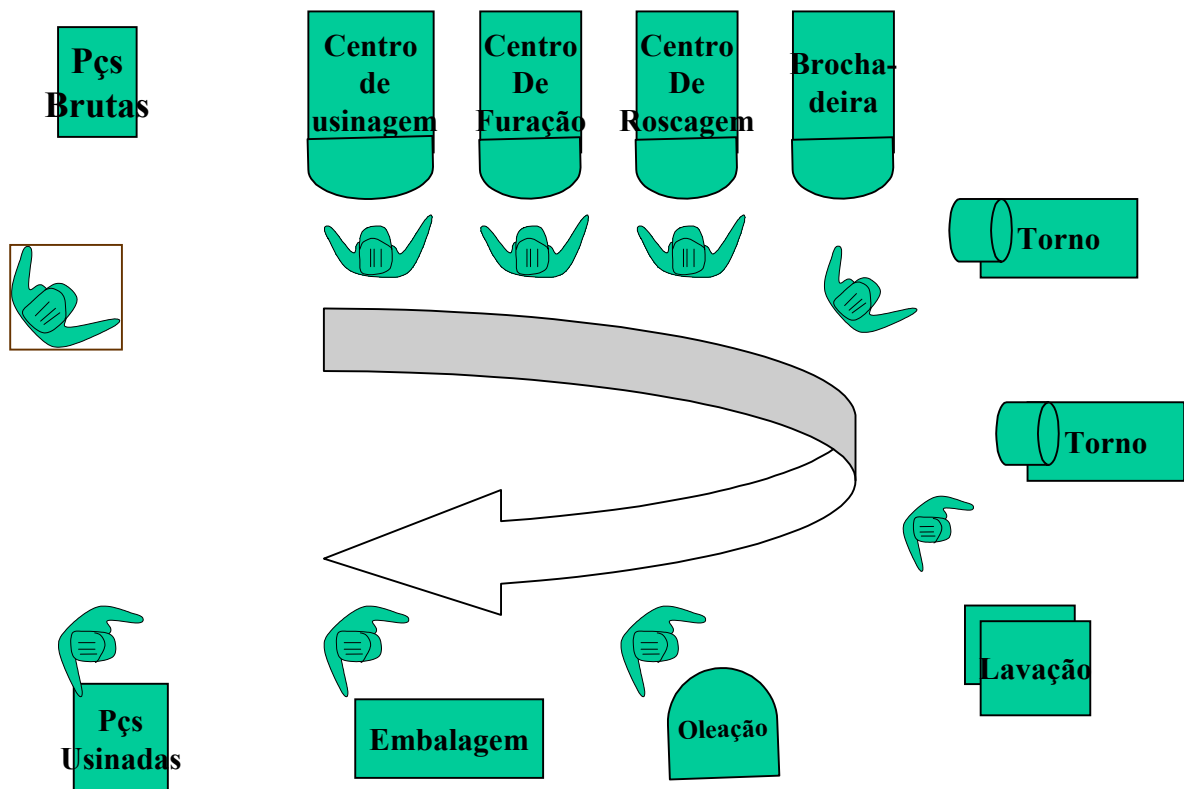 Pçs
Brutas
Centro
de
usinagem
Centro
De
Furação
Centro
De
Roscagem
Brocha-
deira
Torno
Torno
Lavação
Oleação
Embalagem
Pçs
Usinadas